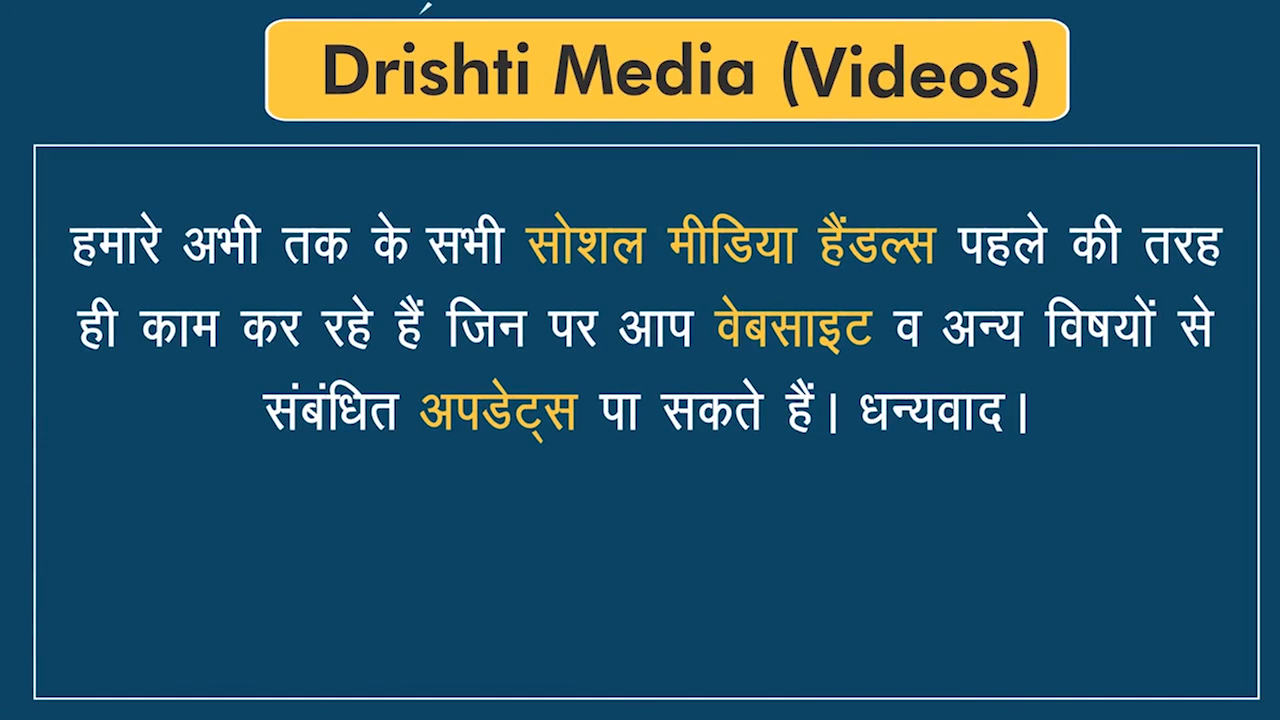 Drishti Media (Videos)
हमारे अभी तक के सभी सोशल मीडिया हैंडल्स पहले की तरह
ही काम कर रहे हैं जिन पर आप वेबसाइट व अन्य विषयों से
संबंधित अपडेट्स पा सकते हैं। धन्यवाद।